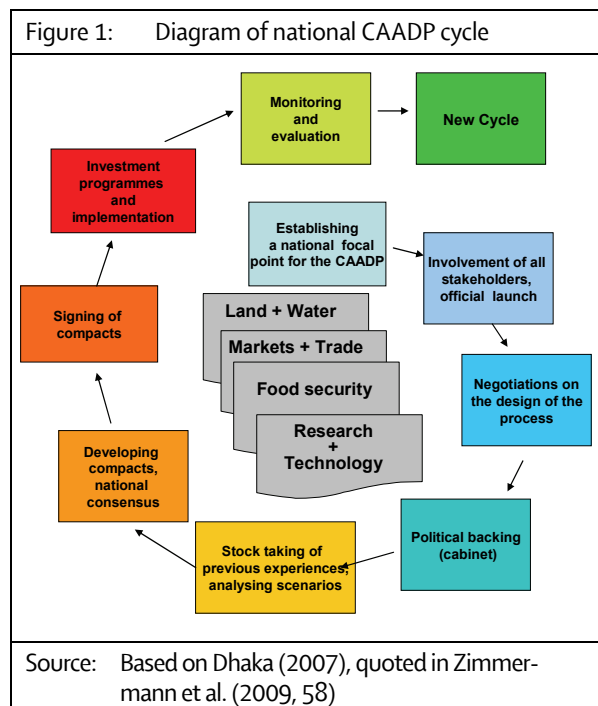 Figure 1: Diagram of national CAADP cycle
Monitoring
and
evaluation
New Cycle
Investment
programmes
and
implementation
Establishing
a national focal
point for the CAADP
Involvement of all
stakeholders,
official launch
Signing of
compacts
Land + Water
Markets + Trade
Food security
Research
+
Technology
Negotiations on
the design of the
process
Developing
compacts,
national
consensus
Stock taking of
previous experiences,
analysing scenarios
Political backing
(cabinet)
Source: Based on Dhaka (2007), quoted in Zimmer-
mann et al. (2009, 58)